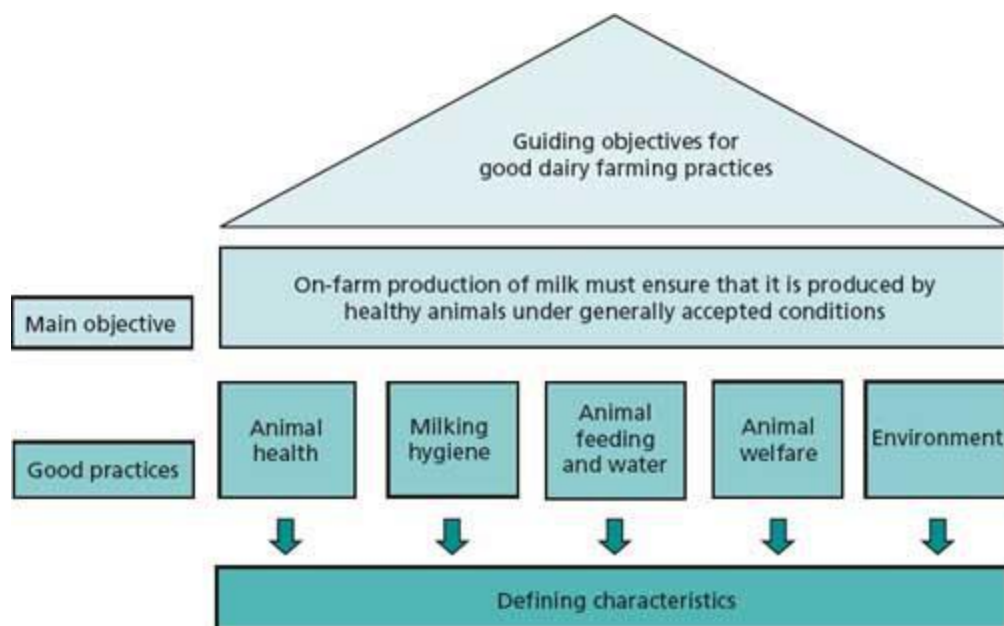 Guiding objectives for
good dairy farming practices
On-farm production of milk must ensure that it is produced by
healthy animals under generally accepted conditions
Main objective
Animal
health
Milking
hygiene
Animal
feeding
and water
Animal
welfare
Environment
Good practices
Defining characteristics